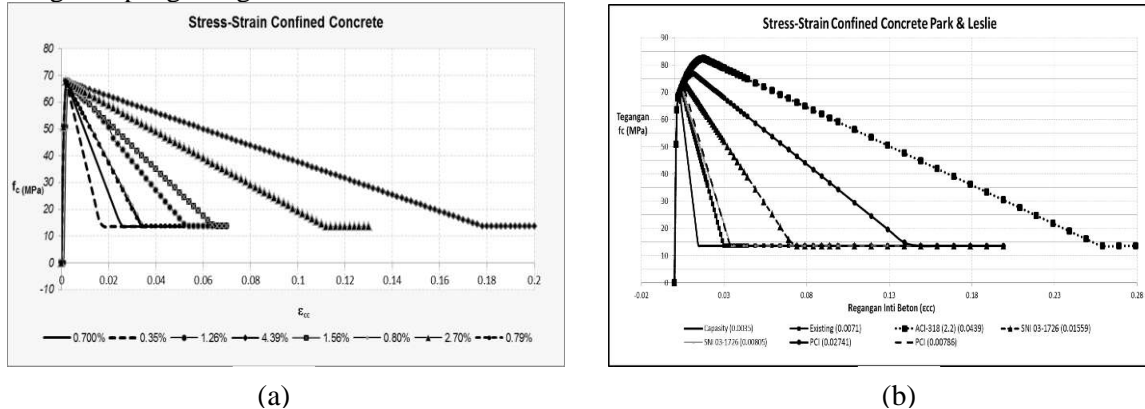 Stress-Strain Confined Concrete
80
70
60
50
40
30
20
10
0
-10
fc (MPa)
0 0.02 0.04 0.06 0.08 0.1 0.12 0.14 0.16 0.18 0.2
εcc
0.700% 0.35% 1.26% 4.39% 1.56% 0.80% 2.70% 0.79%
(a)
Stress-Strain Confined Concrete Park & Leslie
90
80
70
60
50
40
30
20
10
0
Tegangan
fc (MPa)
-0.02 0.03 0.08 0.13 0.18 0.23 0.28
Regangan Inti Beton (εcc)
Capacity (0.0035) Existing (0.0071) ACI-318 (2.2) (0.0439) SNI 03-1726 (0.01559)
SNI 03-1726 (0.00805) PCI (0.02741) PCI (0.00786)
(b)